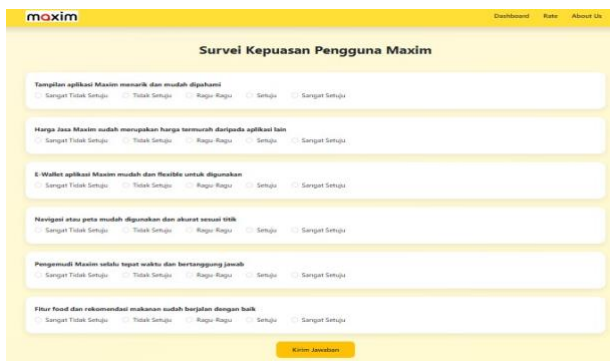 maxim
Dashboard Rate About Us
Survei Kepuasan Pengguna Maxim
Tampilan aplikasi Maxim menarik dan mudah dipahami
Sangat Tidak Setuju Tidak Setuju Ragu-Ragu Setuju Sangat Setuju
Harga Jasa Maxim sudah merupakan harga termurah daripada aplikasi lain
Sangat Tidak Setuju Tidak Setuju Ragu-Ragu Setuju Sangat Setuju
E-Wallet aplikasi Maxim mudah dan flexible untuk digunakan
Sangat Tidak Setuju Tidak Setuju Ragu-Ragu Setuju Sangat Setuju
Navigasi atau peta mudah digunakan dan akurat sesuai titik
Sangat Tidak Setuju Tidak Setuju Ragu-Ragu Setuju Sangat Setuju
Pengemudi Maxim selalu tepat waktu dan bertanggung jawab
Sangat Tidak Setuju Tidak Setuju Ragu-Ragu Setuju Sangat Setuju
Fitur food dan rekomendasi makanan sudah berjalan dengan baik
Sangat Tidak Setuju Tidak Setuju Ragu-Ragu Setuju Sangat Setuju
Kirim Jawaban